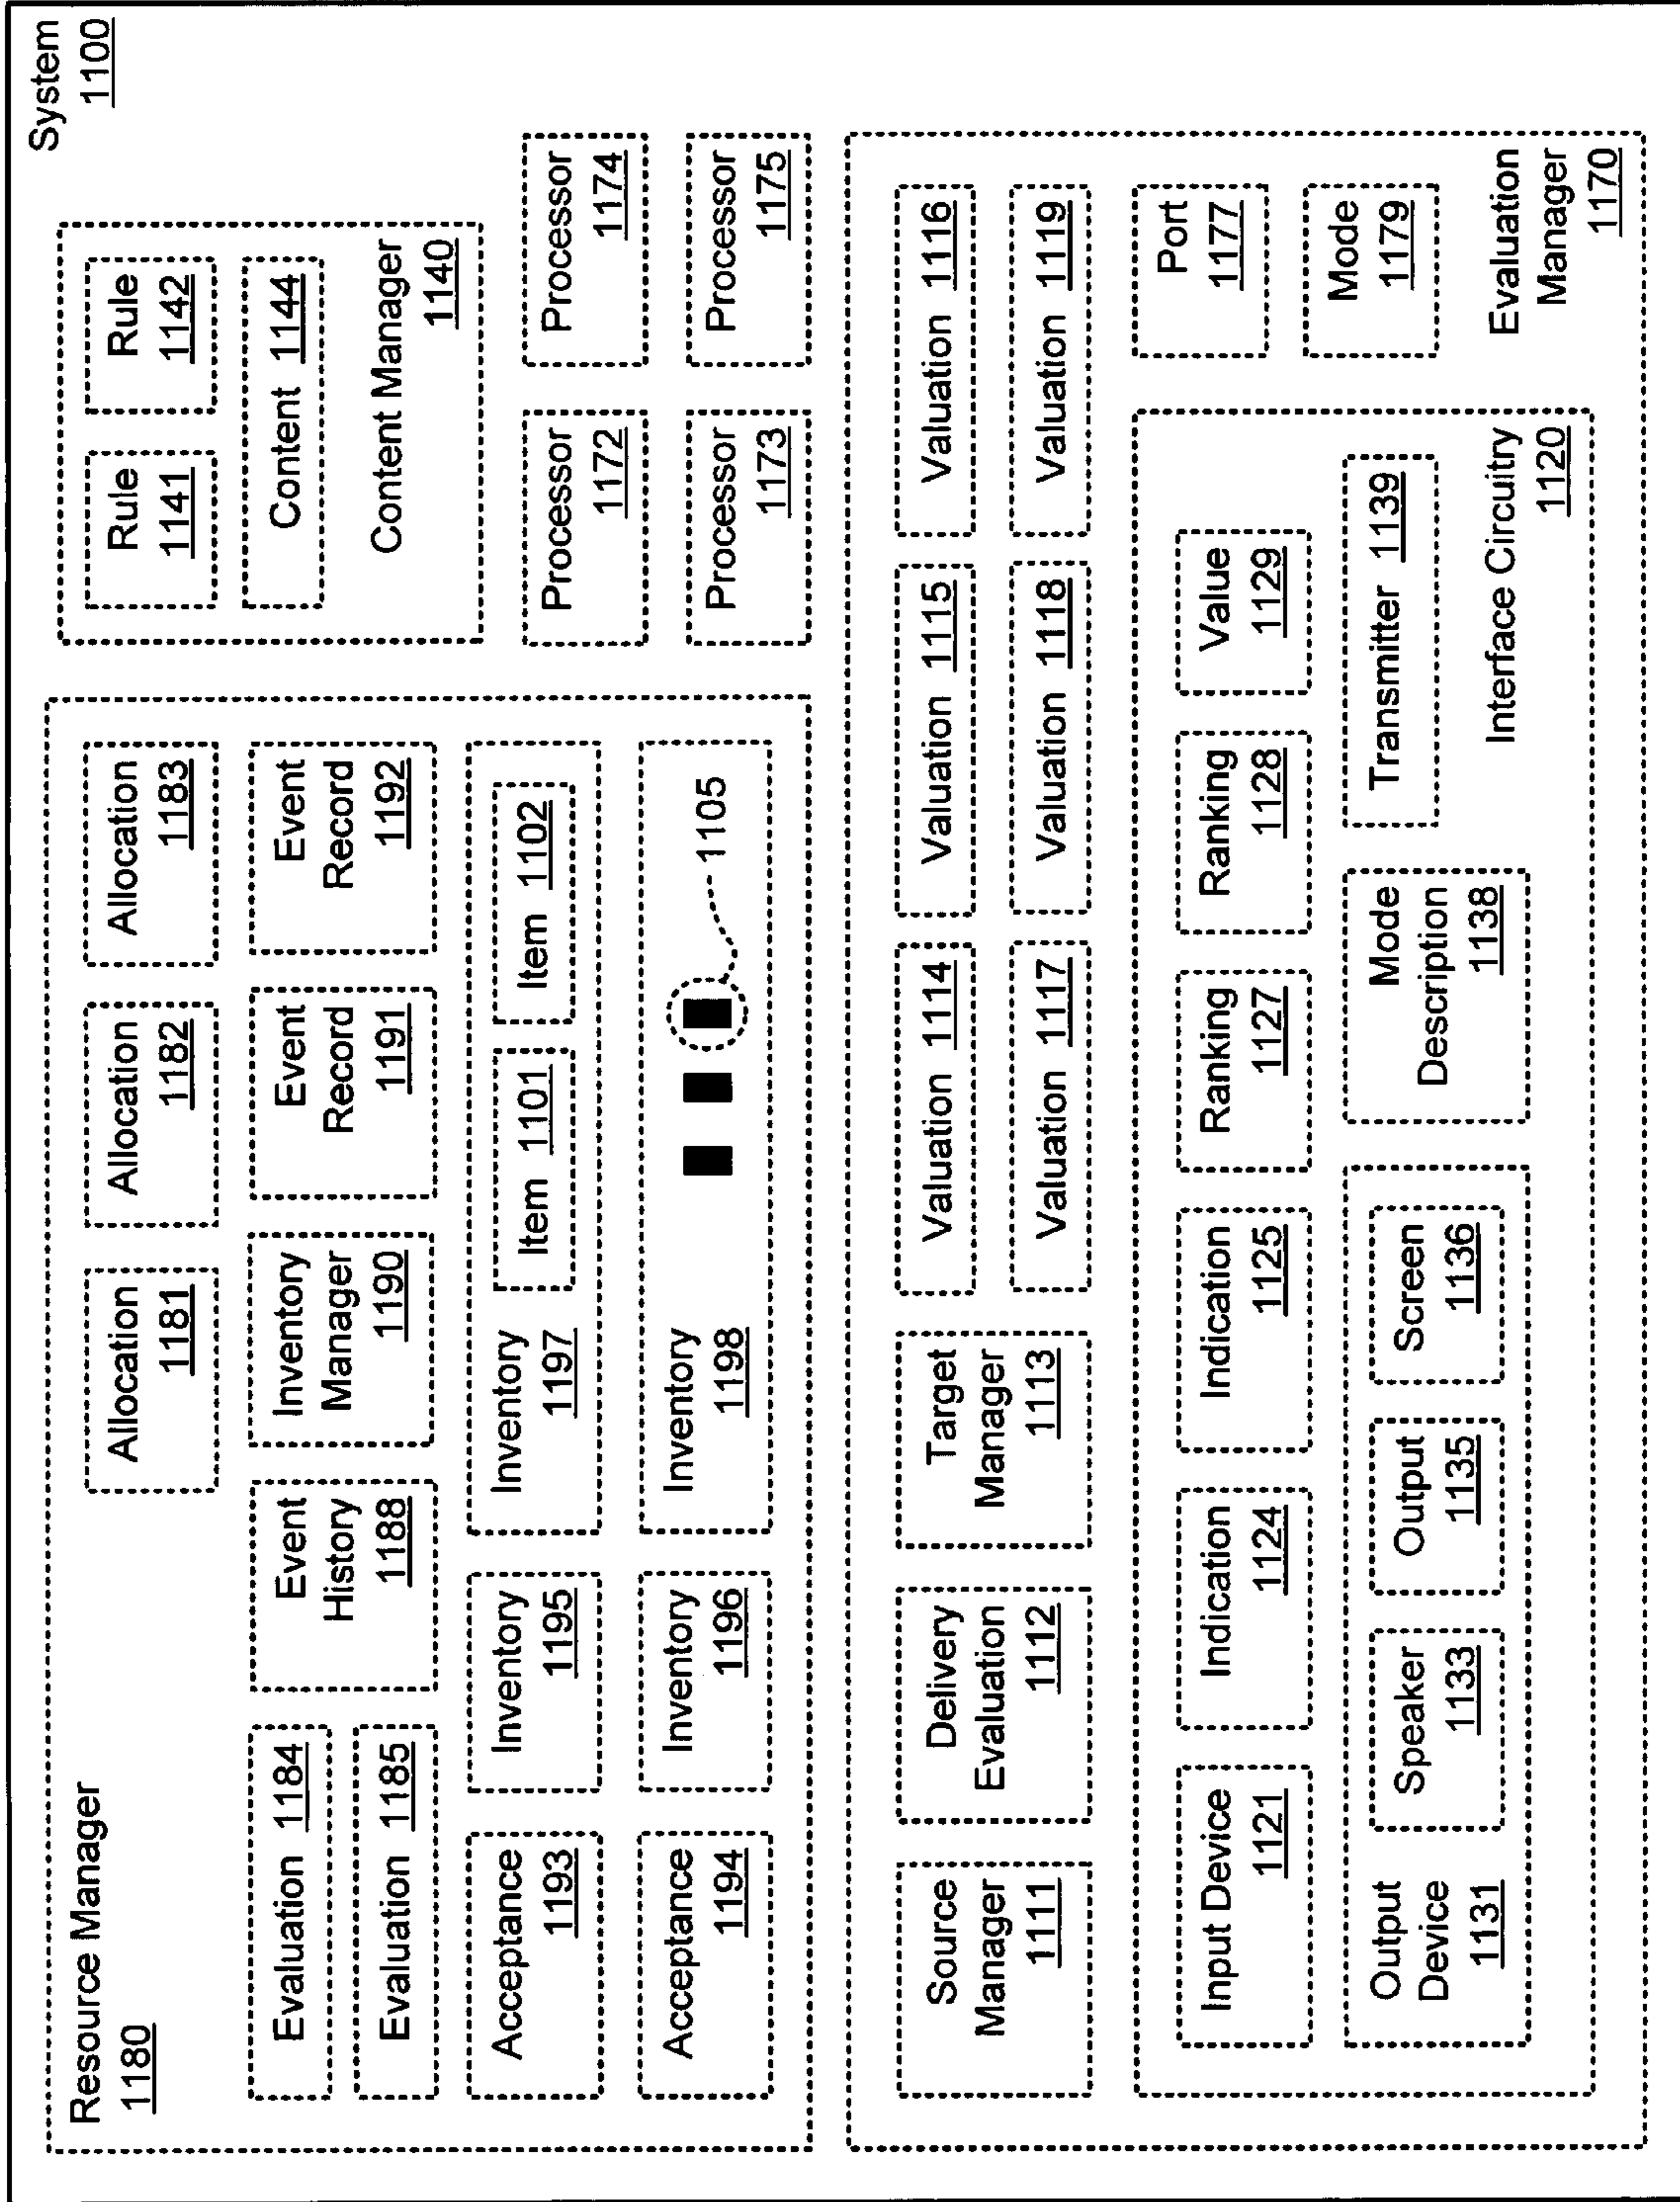 System
1100
Resource Manager
1180
Allocation
1181
Allocation
1182
Allocation
1183
Evaluation 1184
Evaluation 1185
Event
History
1188
Inventory
Manager
1190
Event
Record
1191
Event
Record
1192
Acceptance
1193
Inventory
1195
Inventory
1197
Item 1101
Item 1102
Acceptance
1194
Inventory
1196
Inventory
1198
1105
Rule
1141
Rule
1142
Content 1144
Content Manager
1140
Processor
1172
Processor
1174
Processor
1173
Processor
1175
Source
Manager
1111
Delivery
Evaluation
1112
Target
Manager
1113
Valuation 1114
Valuation 1115
Valuation 1116
Valuation 1117
Valuation 1118
Valuation 1119
Input Device
1121
Indication
1124
Indication
1125
Ranking
1127
Ranking
1128
Value
1129
Output
Device
1131
Speaker
1133
Output
1135
Screen
1136
Mode
Description
1138
Transmitter 1139
Interface Circuitry
1120
Port
1177
Mode
1179
Evaluation
Manager
1170